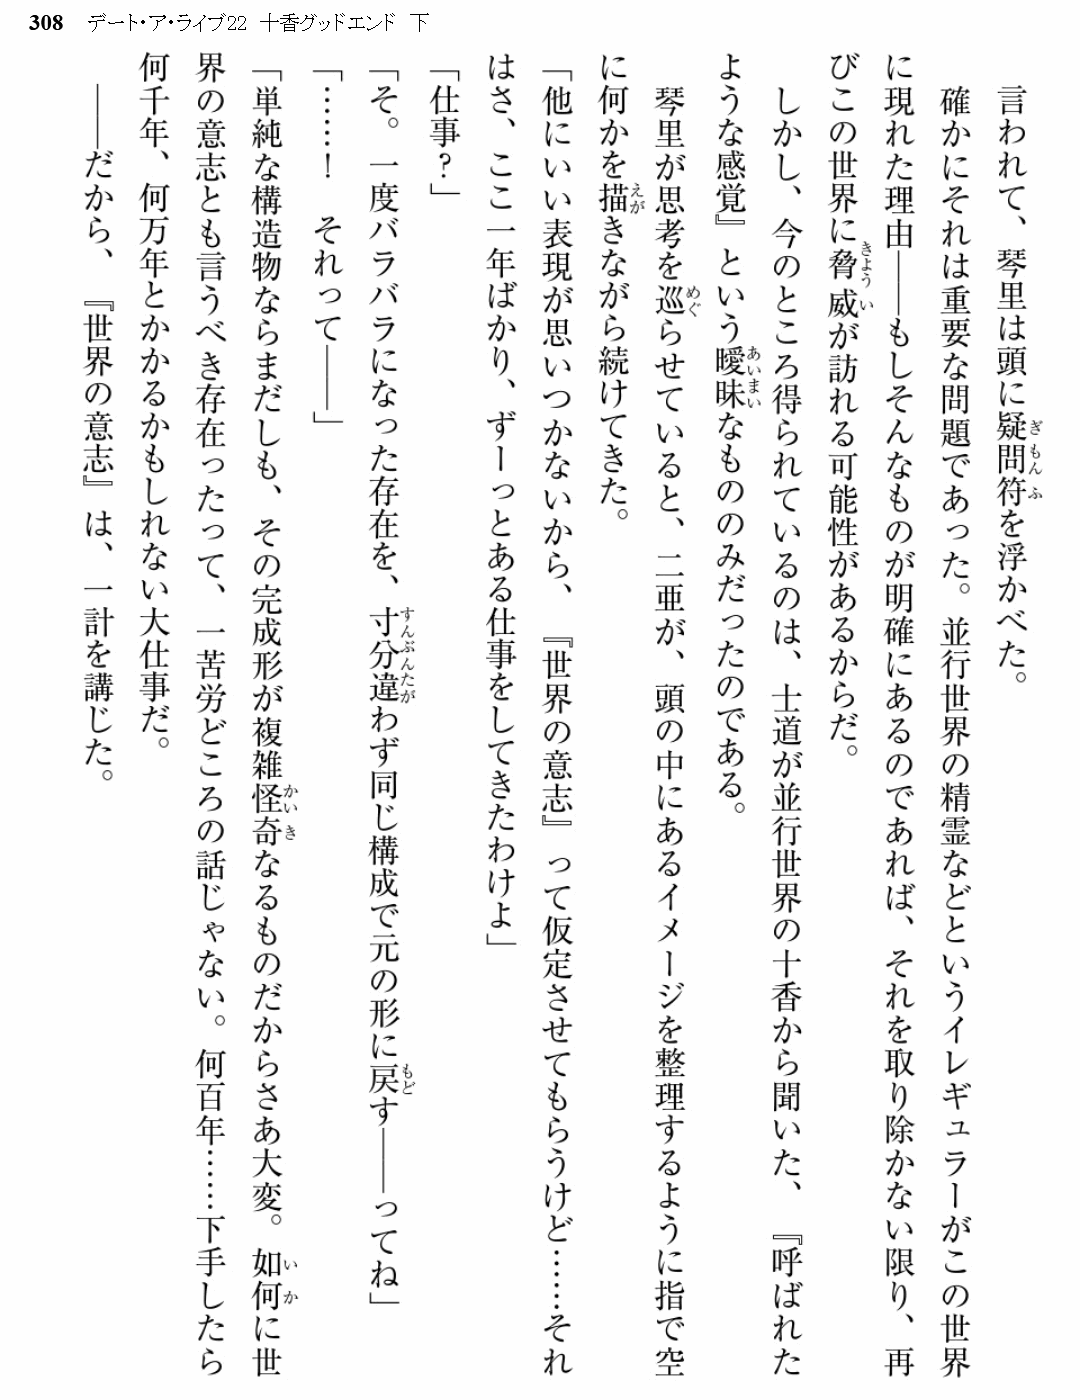 308 デート・ア・ライブ22 十香グッドエンド 下
言われて、琴里は頭に疑問符を浮かべた。
確かにそれは重要な問題であった。並行世界の精霊などというイレギュラーがこの世界
に現れた理由――もしそんなものが明確にあるのであれば、それを取り除かない限り、再
びこの世界に脅威が訪れる可能性があるからだ。
しかし、今のところ得られているのは、士道が並行世界の十香から聞いた、『呼ばれた
ような感覚』という曖昧なもののみだったのである。
琴里が思考を巡らせていると、二亜が、頭の中にあるイメージを整理するように指で空
に何かを描きながら続けてきた。
「他にいい表現が思いつかないから、『世界の意志』って仮定させてもらうけど……それ
はさ、ここ一年ばかり、ずーっとある仕事をしてきたわけよ」
「仕事？」
「そ。一度バラバラになった存在を、寸分違わず同じ構成で元の形に戻す――ってね」
「……！　それって――」
「単純な構造物ならまだしも、その完成形が複雑怪奇なるものだからさあ大変。如何に世
界の意志とも言うべき存在ったって、一苦労どころの話じゃない。何百年……下手したら
何千年、何万年とかかるかもしれない大仕事だ。
――だから、『世界の意志』は、一計を講じた。